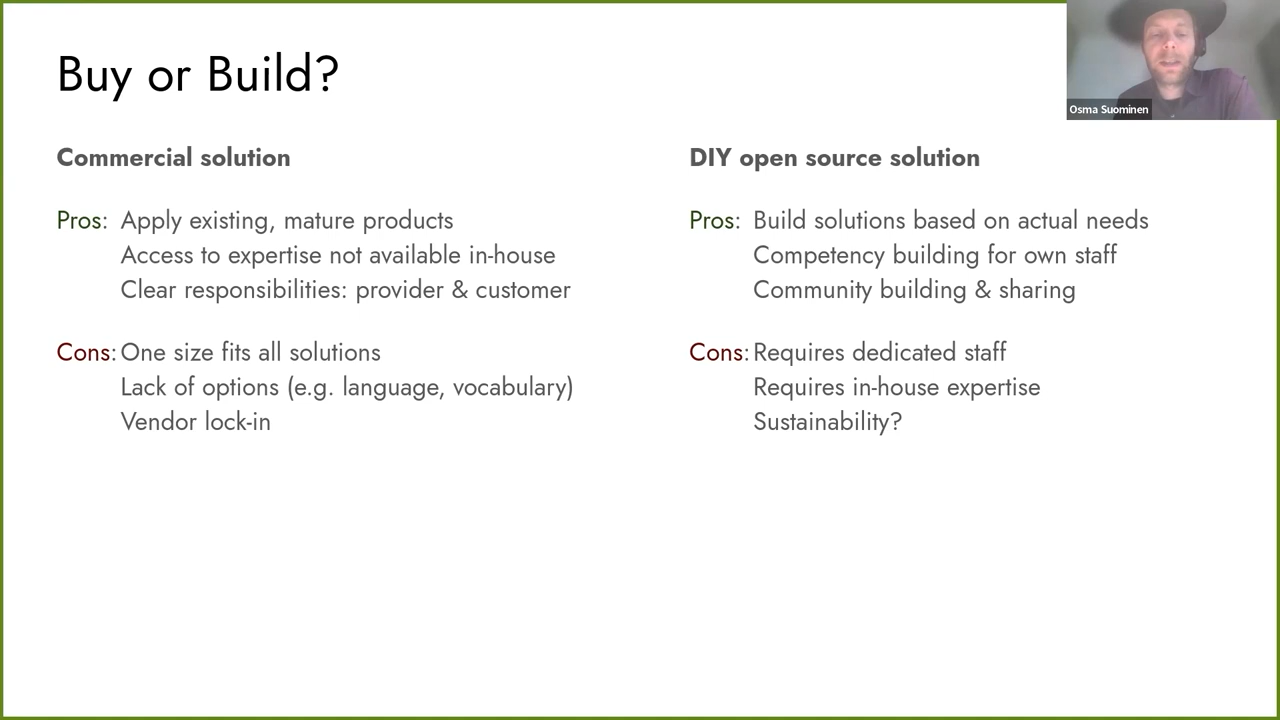 Buy or Build?
Osma Suominen
Commercial solution
Pros: Apply existing, mature products
Access to expertise not available in-house
Clear responsibilities: provider & customer
Cons: One size fits all solutions
Lack of options (e.g. language, vocabulary)
Vendor lock-in
DIY open source solution
Pros: Build solutions based on actual needs
Competency building for own staff
Community building & sharing
Cons: Requires dedicated staff
Requires in-house expertise
Sustainability?